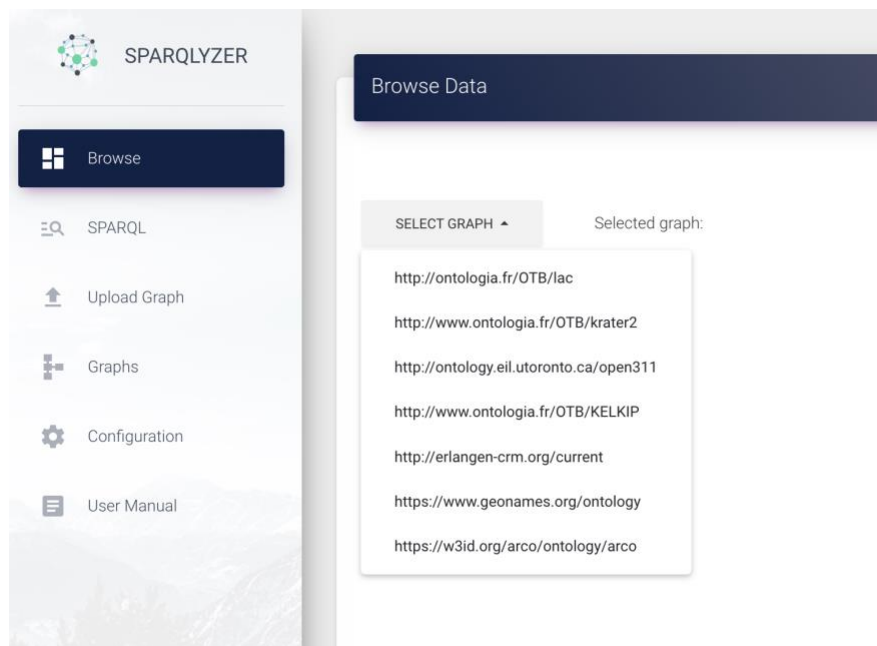 SPARQLYZER
Browse
SPARQL
Upload Graph
Graphs
Configuration
User Manual
Browse Data
SELECT GRAPH
Selected graph:
http://ontologia.fr/OTB/lac
http://www.ontologia.fr/OTB/krater2
http://ontology.eil.utoronto.ca/open311
http://www.ontologia.fr/OTB/KELKIP
http://erlangen-crm.org/current
https://www.geonames.org/ontology
https://w3id.org/arco/ontology/arco